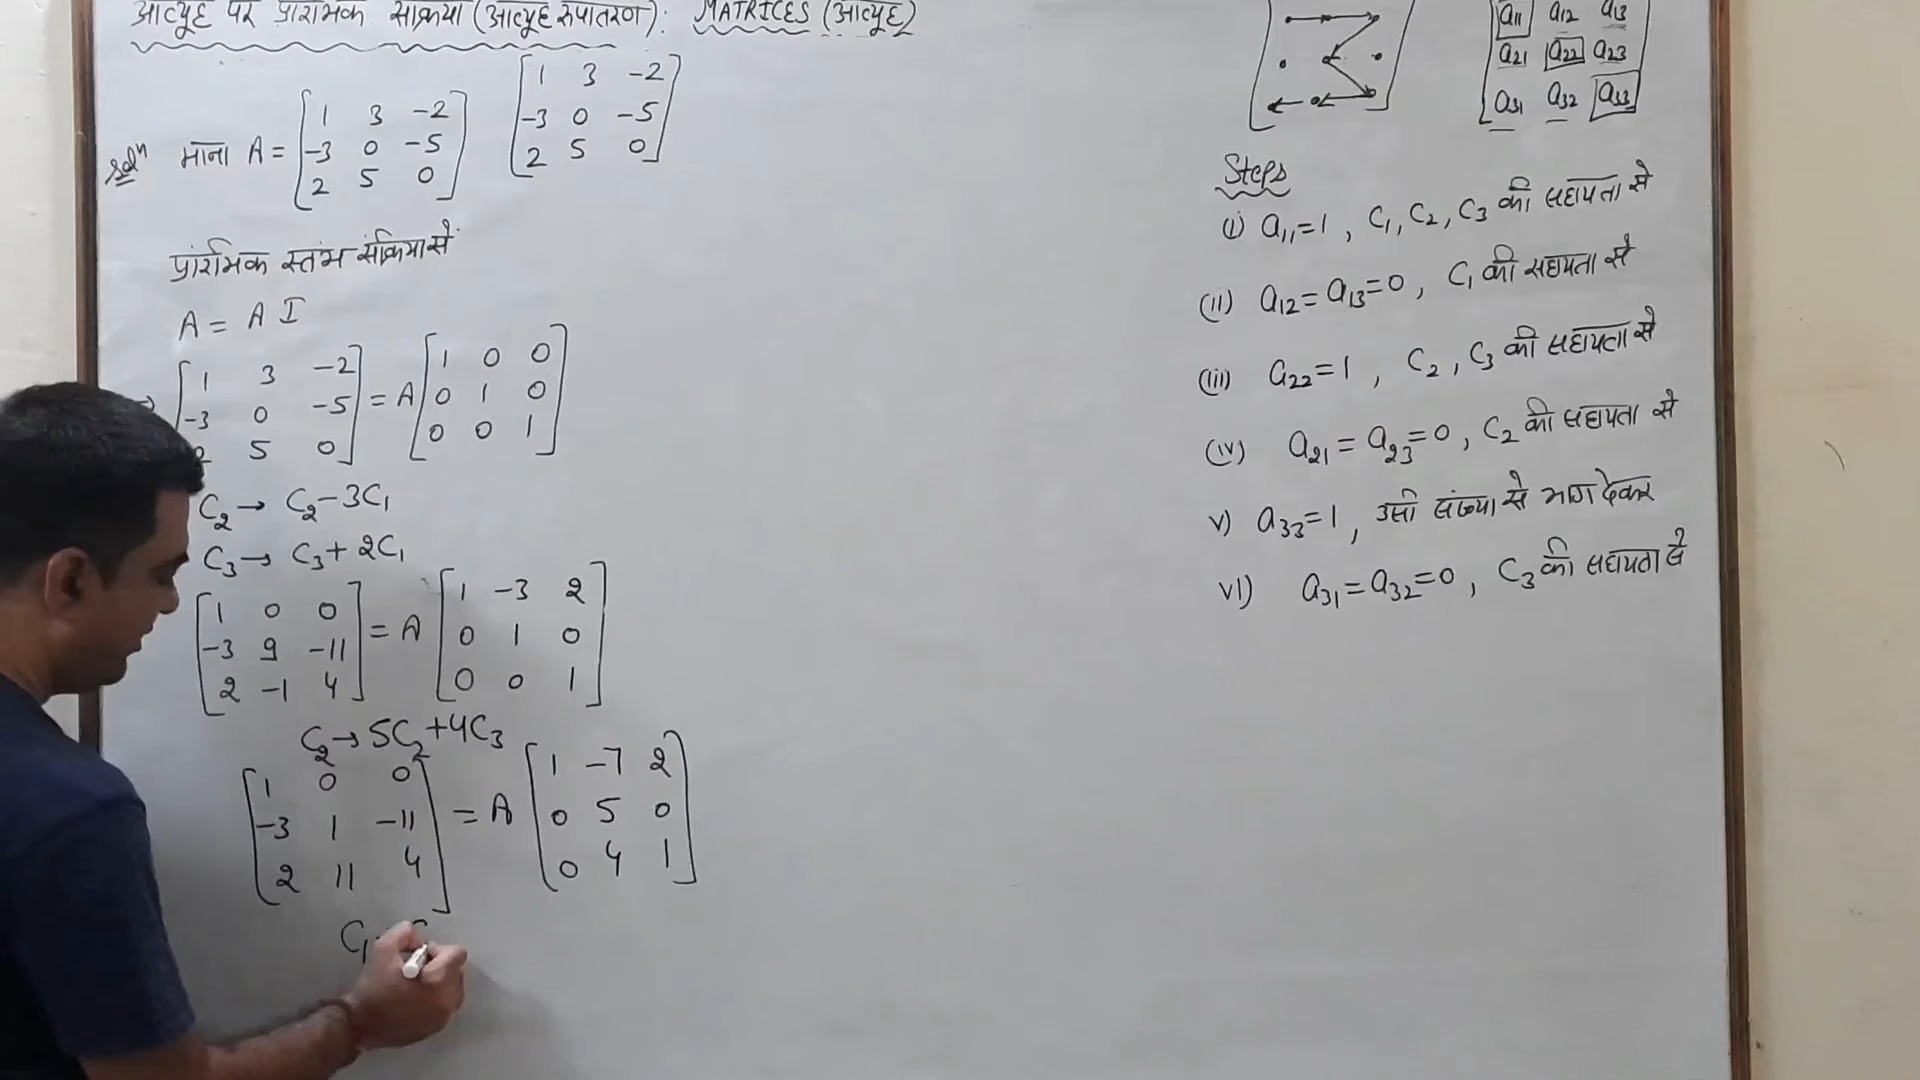 आव्यूह पर प्रारंभिक संक्रिया (आव्यूह रूपांतरण): MATRICES (आव्यूह)
Solⁿ माना A = [1 3 -2
-3 0 -5
2 5 0]
[1 3 -2
-3 0 -5
2 5 0]
प्रारंभिक स्तंभ संक्रिया से
A = A I
[1 3 -2
-3 0 -5
2 5 0] = A [1 0 0
0 1 0
0 0 1]
C₂ → C₂-3C₁
C₃ → C₃+2C₁
[1 0 0
-3 9 -11
2 -1 4] = A [1 -3 2
0 1 0
0 0 1]
C₂ → 5C₂+4C₃
[1 0 0
-3 1 -11
2 11 4] = A [1 -7 2
0 5 0
0 4 1]
C₁
a₁₁ a₁₂ a₁₃
a₂₁ a₂₂ a₂₃
a₃₁ a₃₂ a₃₃
Steps
(i) a₁₁=1, C₁, C₂, C₃ की सहायता से
(ii) a₁₂=a₁₃=0, C₁ की सहायता से
(iii) a₂₂=1, C₂, C₃ की सहायता से
(iv) a₂₁=a₂₃=0, C₂ की सहायता से
v) a₃₃=1, उसी संख्या से भाग देकर
vi) a₃₁=a₃₂=0, C₃ की सहायता से